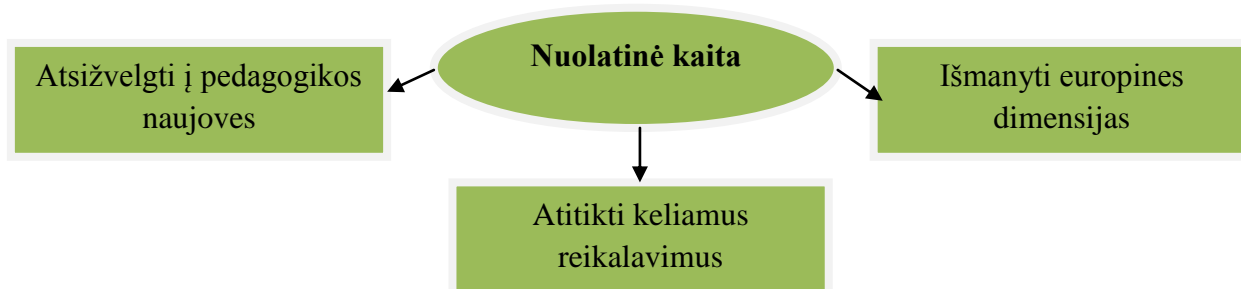 Nuolatinė kaita
Atsižvelgti į pedagogikos
naujoves
Išmanyti europines
dimensijas
Atitikti keliamus
reikalavimus